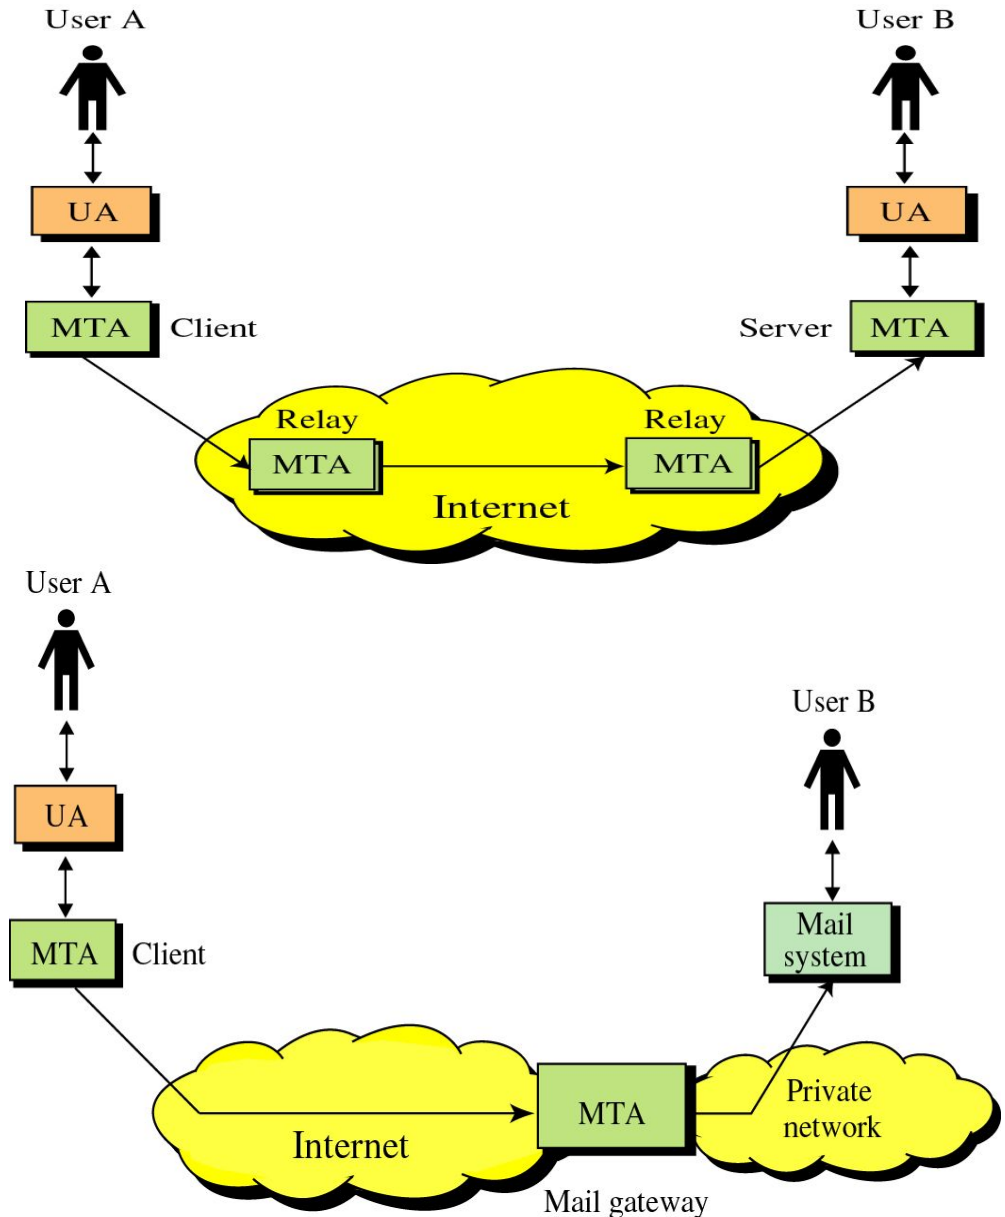 User A
User B
UA
UA
MTA
Client
Server
MTA
Relay
Relay
MTA
MTA
Internet
User A
User B
UA
Mail
system
MTA
Client
Private
network
MTA
Internet
Mail gateway